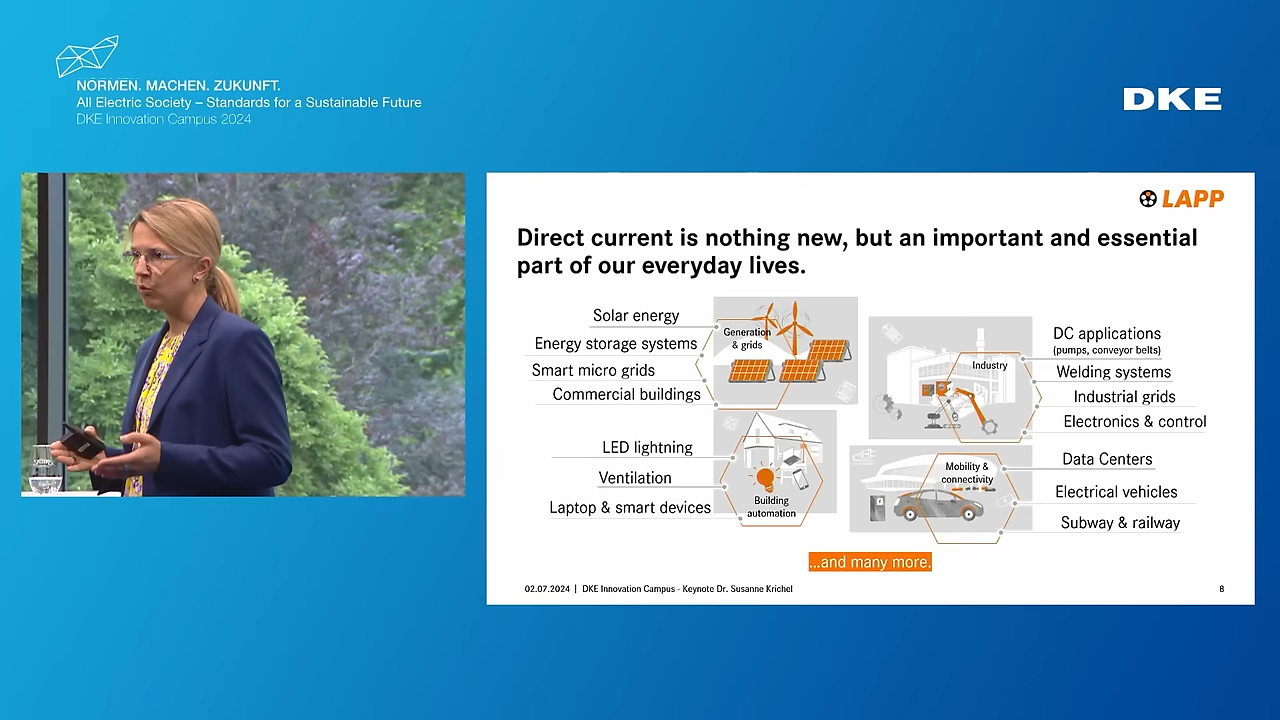 NORMEN. MACHEN. ZUKUNFT.
All Electric Society – Standards for a Sustainable Future
DKE Innovation Campus 2024
DKE
LAPP
Direct current is nothing new, but an important and essential
part of our everyday lives.
Solar energy
Energy storage systems
Smart micro grids
Commercial buildings
Generation
& grids
DC applications
(pumps, conveyor belts)
Welding systems
Industrial grids
Electronics & control
Industry
LED lightning
Ventilation
Laptop & smart devices
Building
automation
Mobility &
connectivity
Data Centers
Electrical vehicles
Subway & railway
...and many more.
02.07.2024 | DKE Innovation Campus - Keynote Dr. Susanne Krichel
8